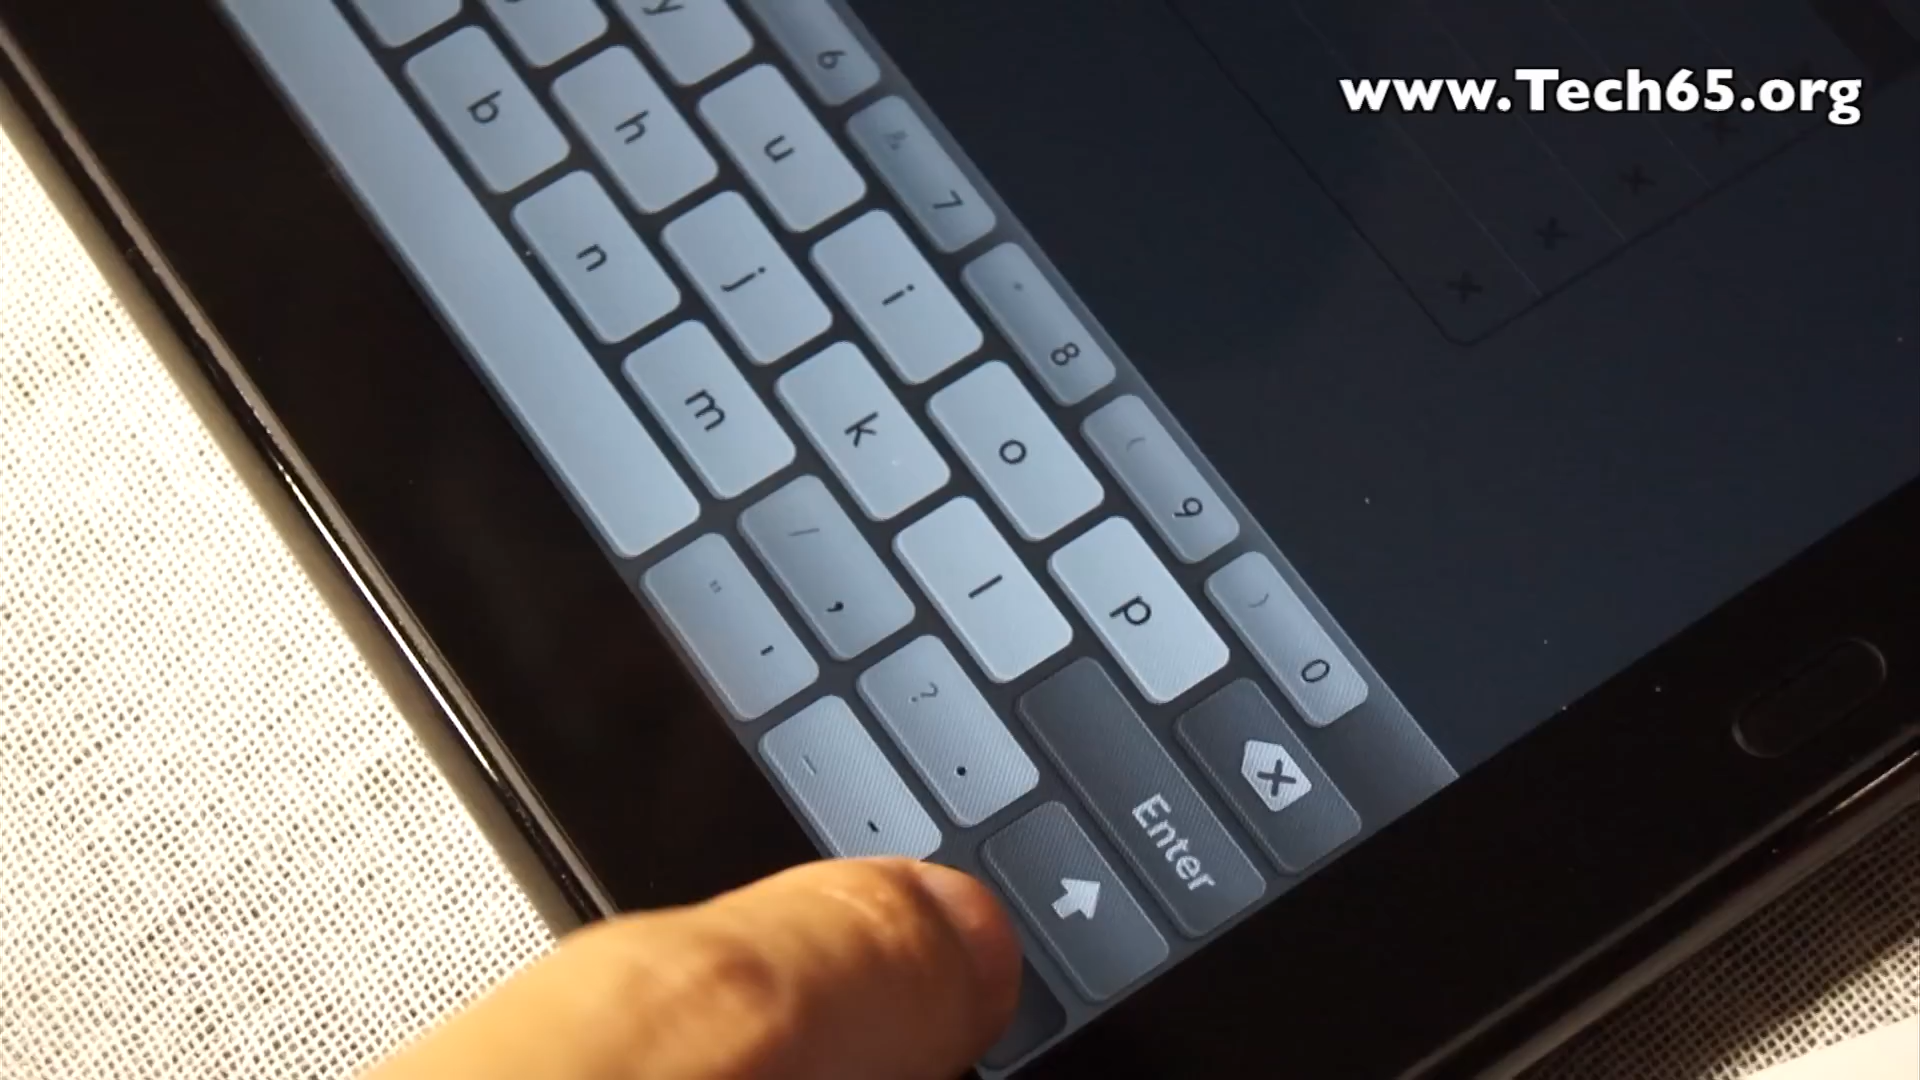 www.Tech65.org
6 7 8 9 0
y u i o p
h j k l Enter
b n m / , ? .
" ' _ -